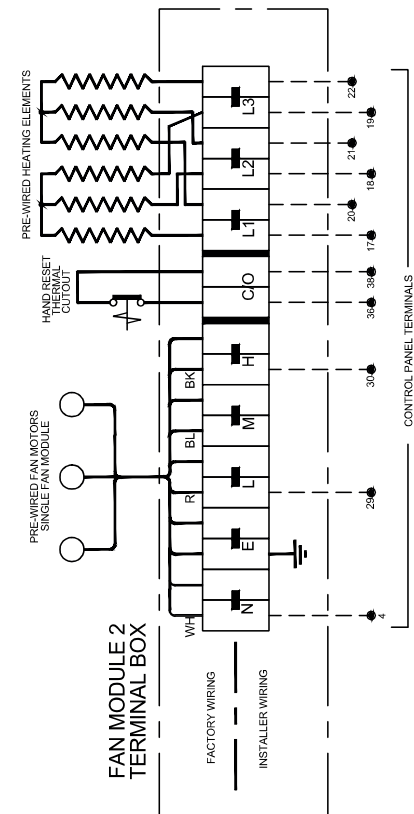 PRE-WIRED HEATING ELEMENTS
HAND RESET
THERMAL
CUTOUT
PRE-WIRED FAN MOTORS
SINGLE FAN MODULE
FAN MODULE 2
TERMINAL BOX
WH
R
BL
BK
N
E
L
M
H
C/O
L1
L2
L3
FACTORY WIRING
INSTALLER WIRING
4
29
30
36
38
17
20
18
21
19
22
CONTROL PANEL TERMINALS